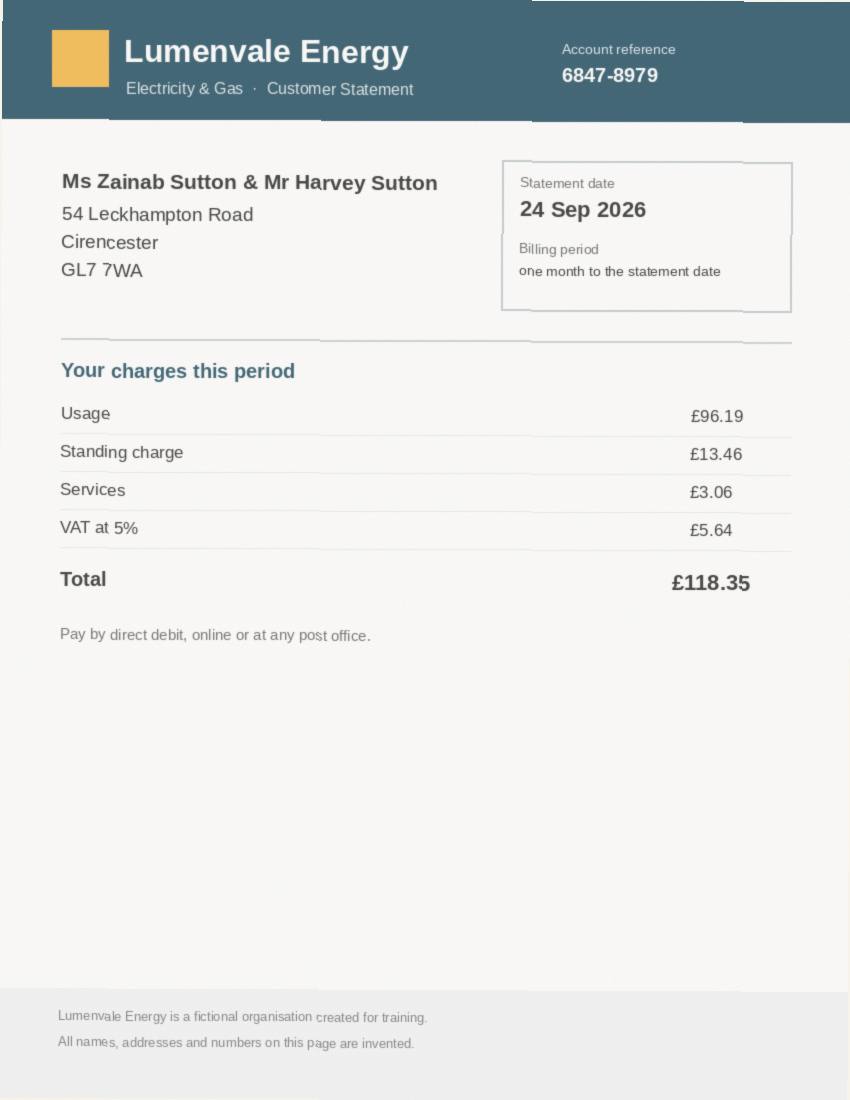 Lumenvale Energy
Electricity & Gas · Customer Statement
Account reference
6847-8979
Ms Zainab Sutton & Mr Harvey Sutton
54 Leckhampton Road
Cirencester
GL7 7WA
Statement date
24 Sep 2026
Billing period
one month to the statement date
Your charges this period
Usage £96.19
Standing charge £13.46
Services £3.06
VAT at 5% £5.64
Total £118.35
Pay by direct debit, online or at any post office.
Lumenvale Energy is a fictional organisation created for training.
All names, addresses and numbers on this page are invented.